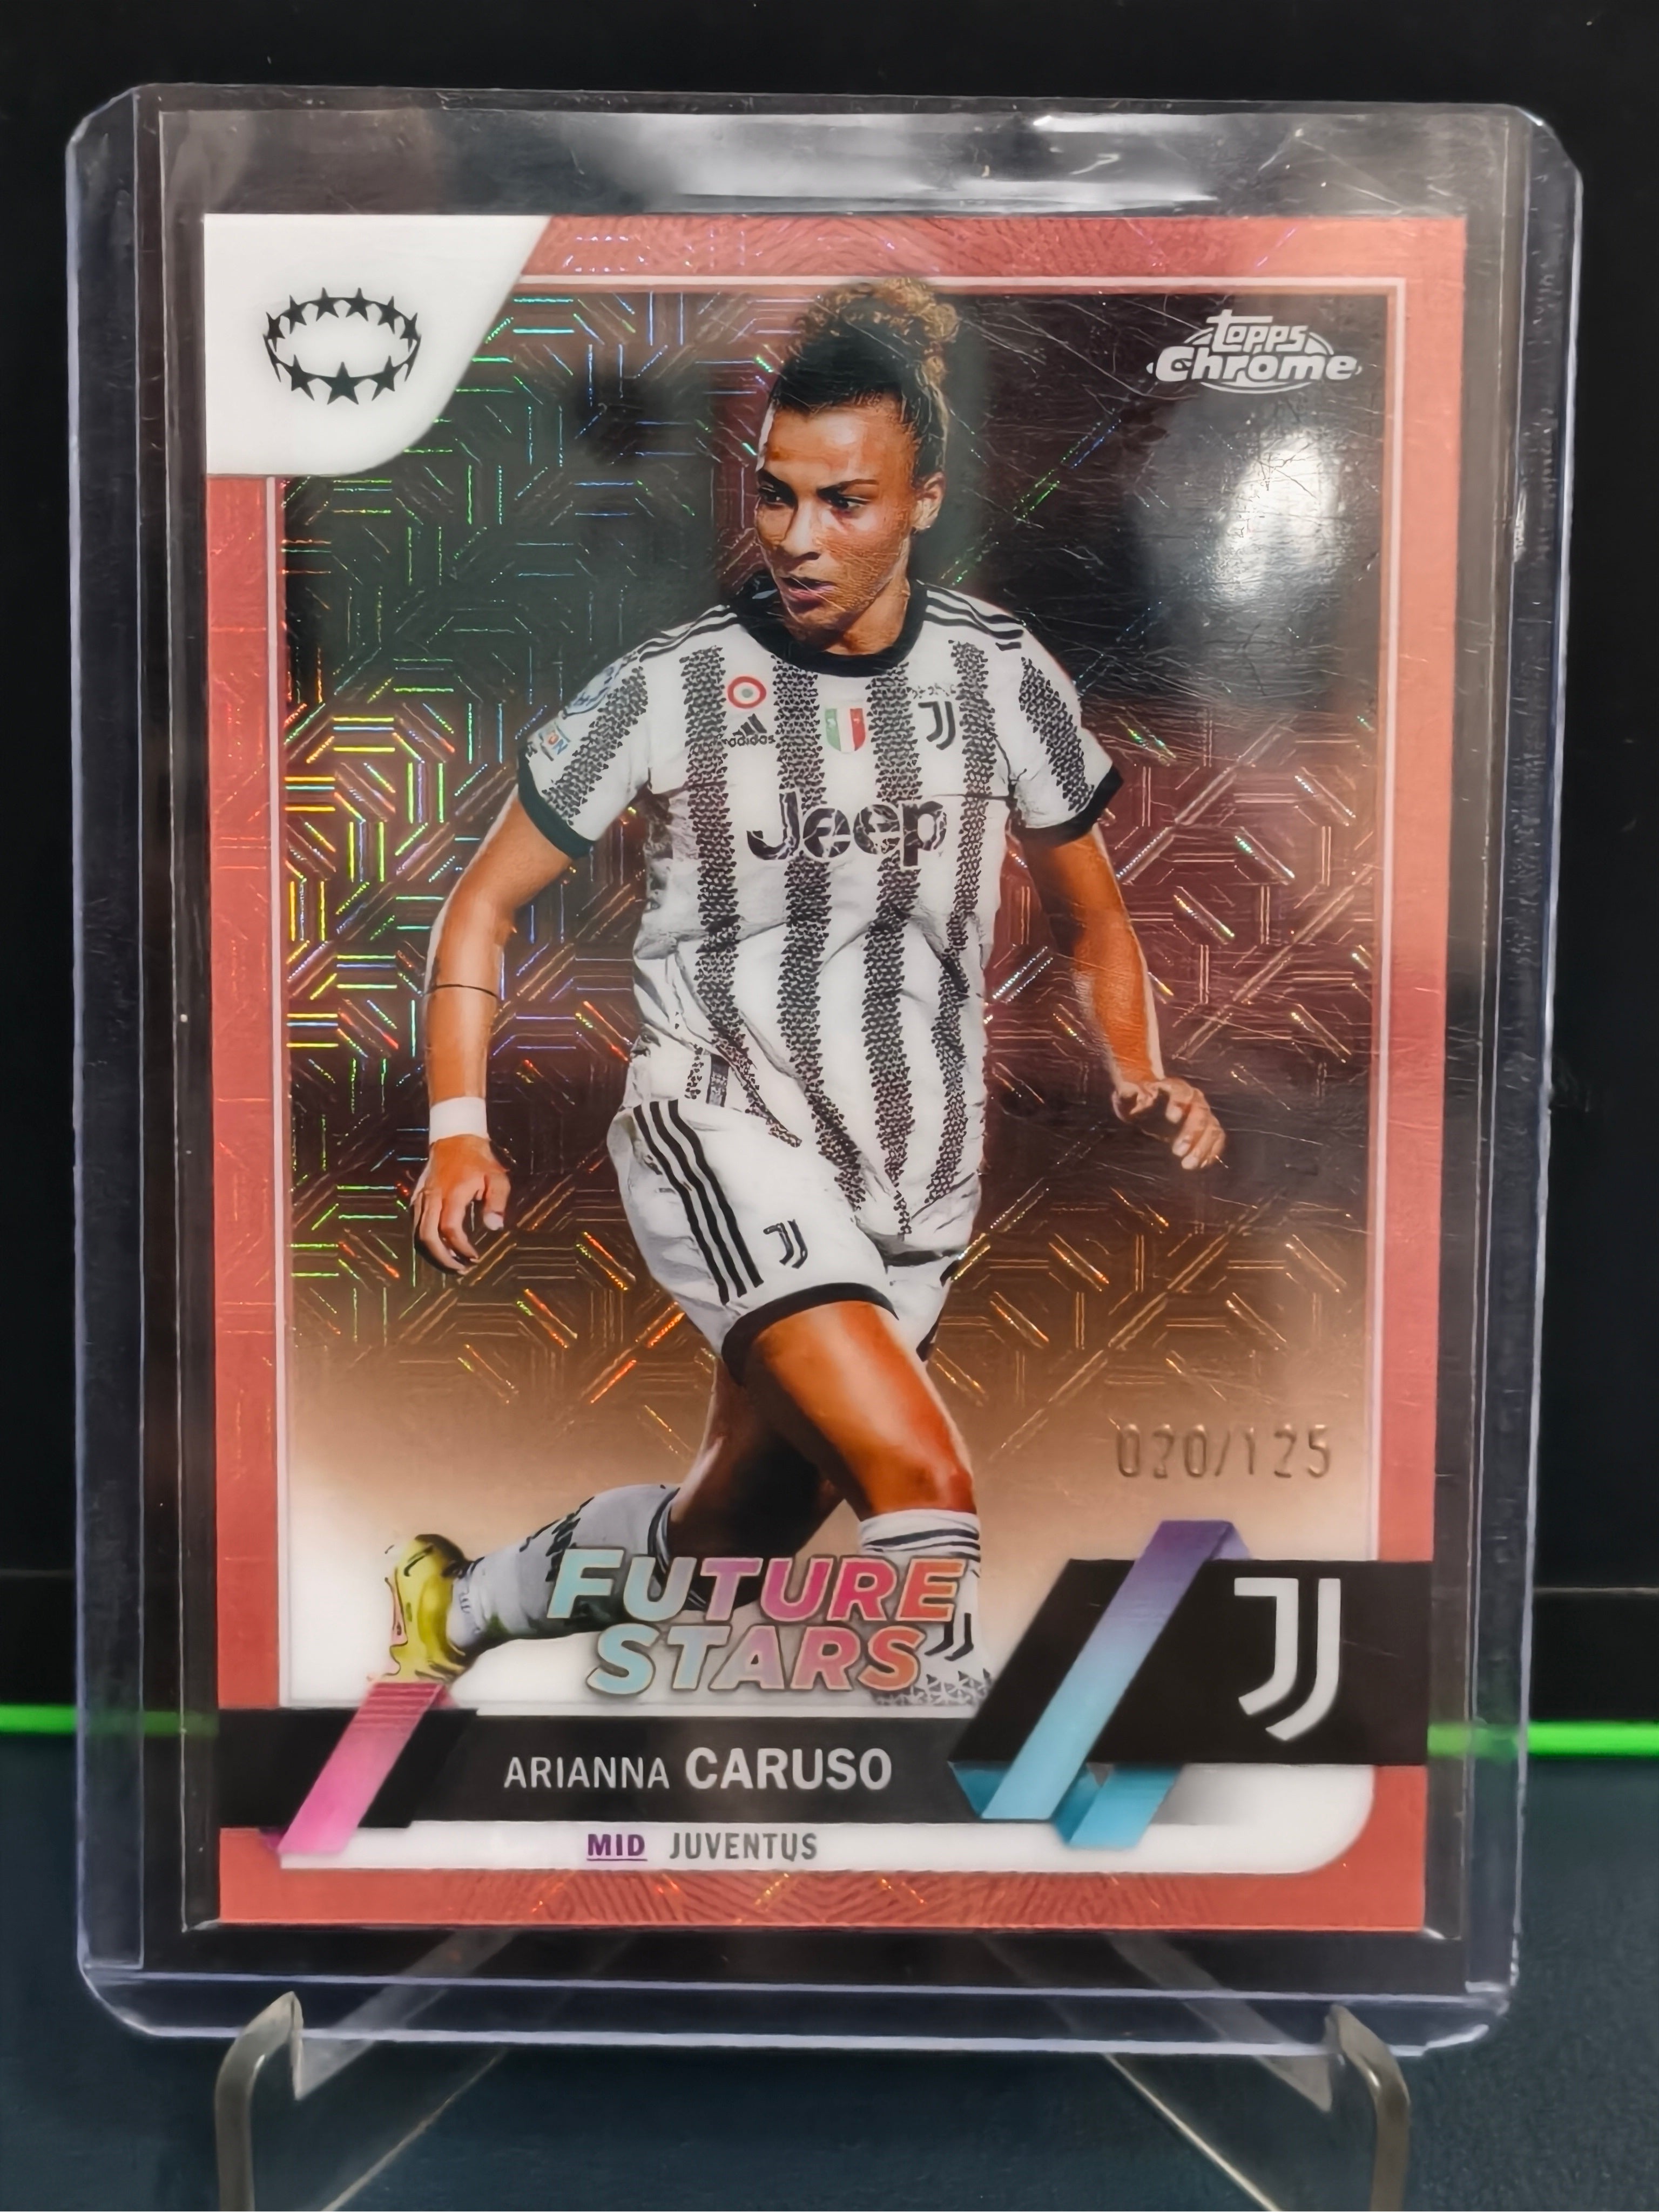 topps
Chrome
adidas
Jeep
020/125
FUTURE
STARS
ARIANNA CARUSO
MID JUVENTUS